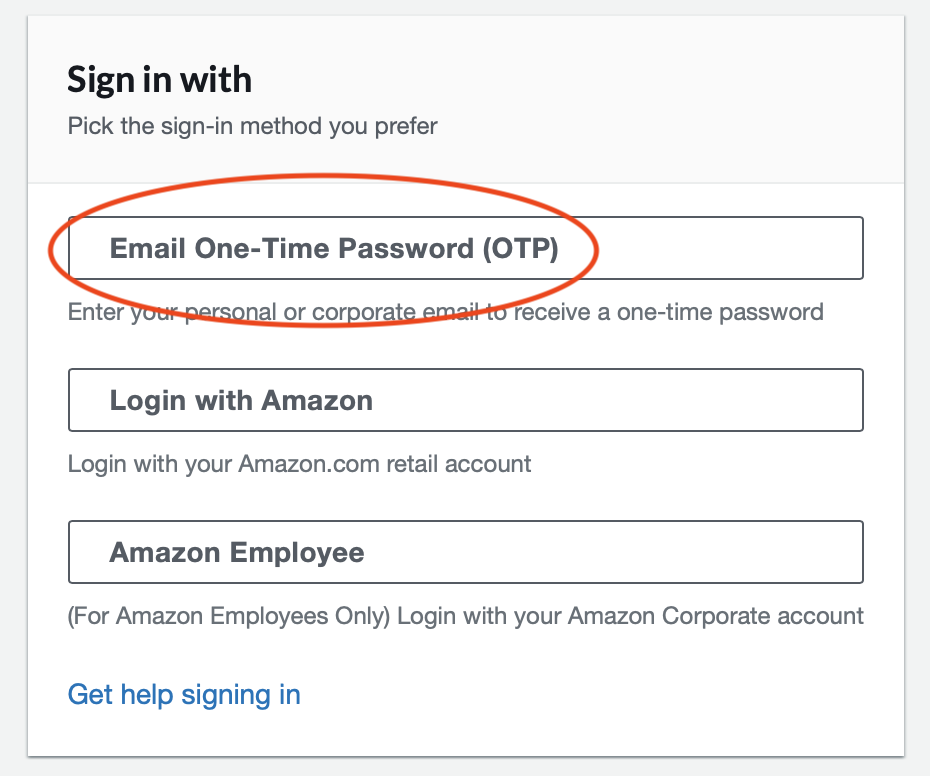 Sign in with
Pick the sign-in method you prefer
Email One-Time Password (OTP)
Enter your personal or corporate email to receive a one-time password
Login with Amazon
Login with your Amazon.com retail account
Amazon Employee
(For Amazon Employees Only) Login with your Amazon Corporate account
Get help signing in